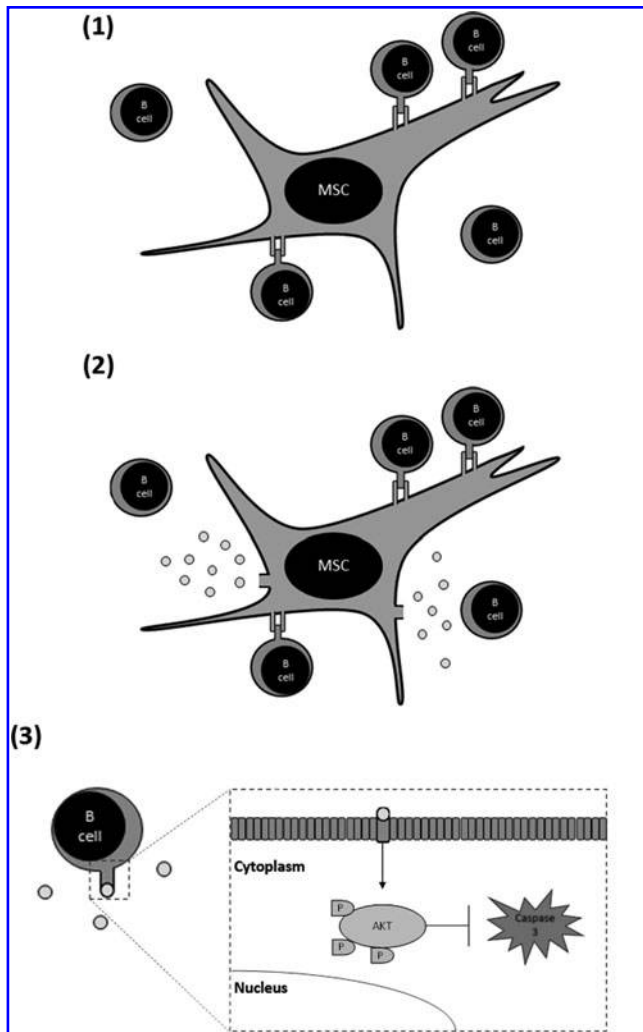 (1)
B
cell
B
cell
B
cell
MSC
B
cell
B
cell
(2)
B
cell
B
cell
B
cell
MSC
B
cell
B
cell
(3)
B
cell
Cytoplasm
P
AKT
Caspase
3
P
P
Nucleus